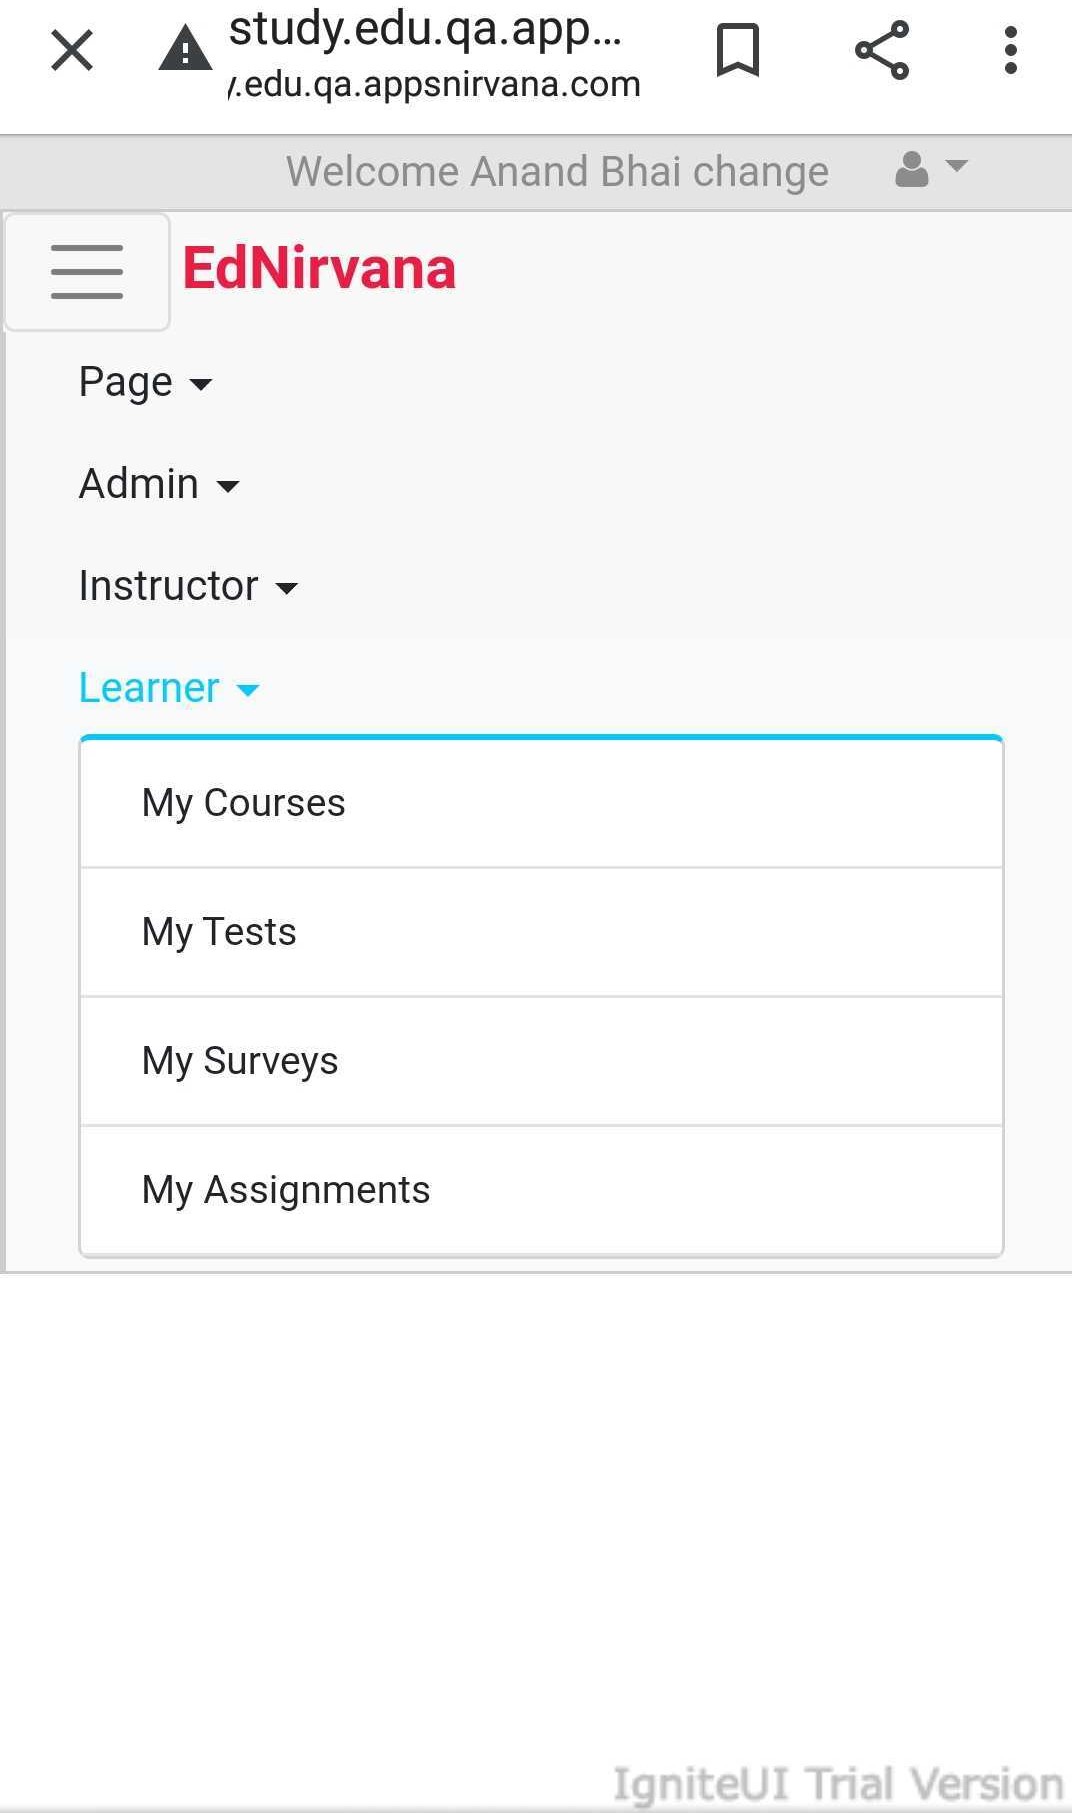 study.edu.qa.app...
y.edu.qa.appsnirvana.com
Welcome Anand Bhai change
EdNirvana
Page
Admin
Instructor
Learner
My Courses
My Tests
My Surveys
My Assignments
IgniteUI Trial Version